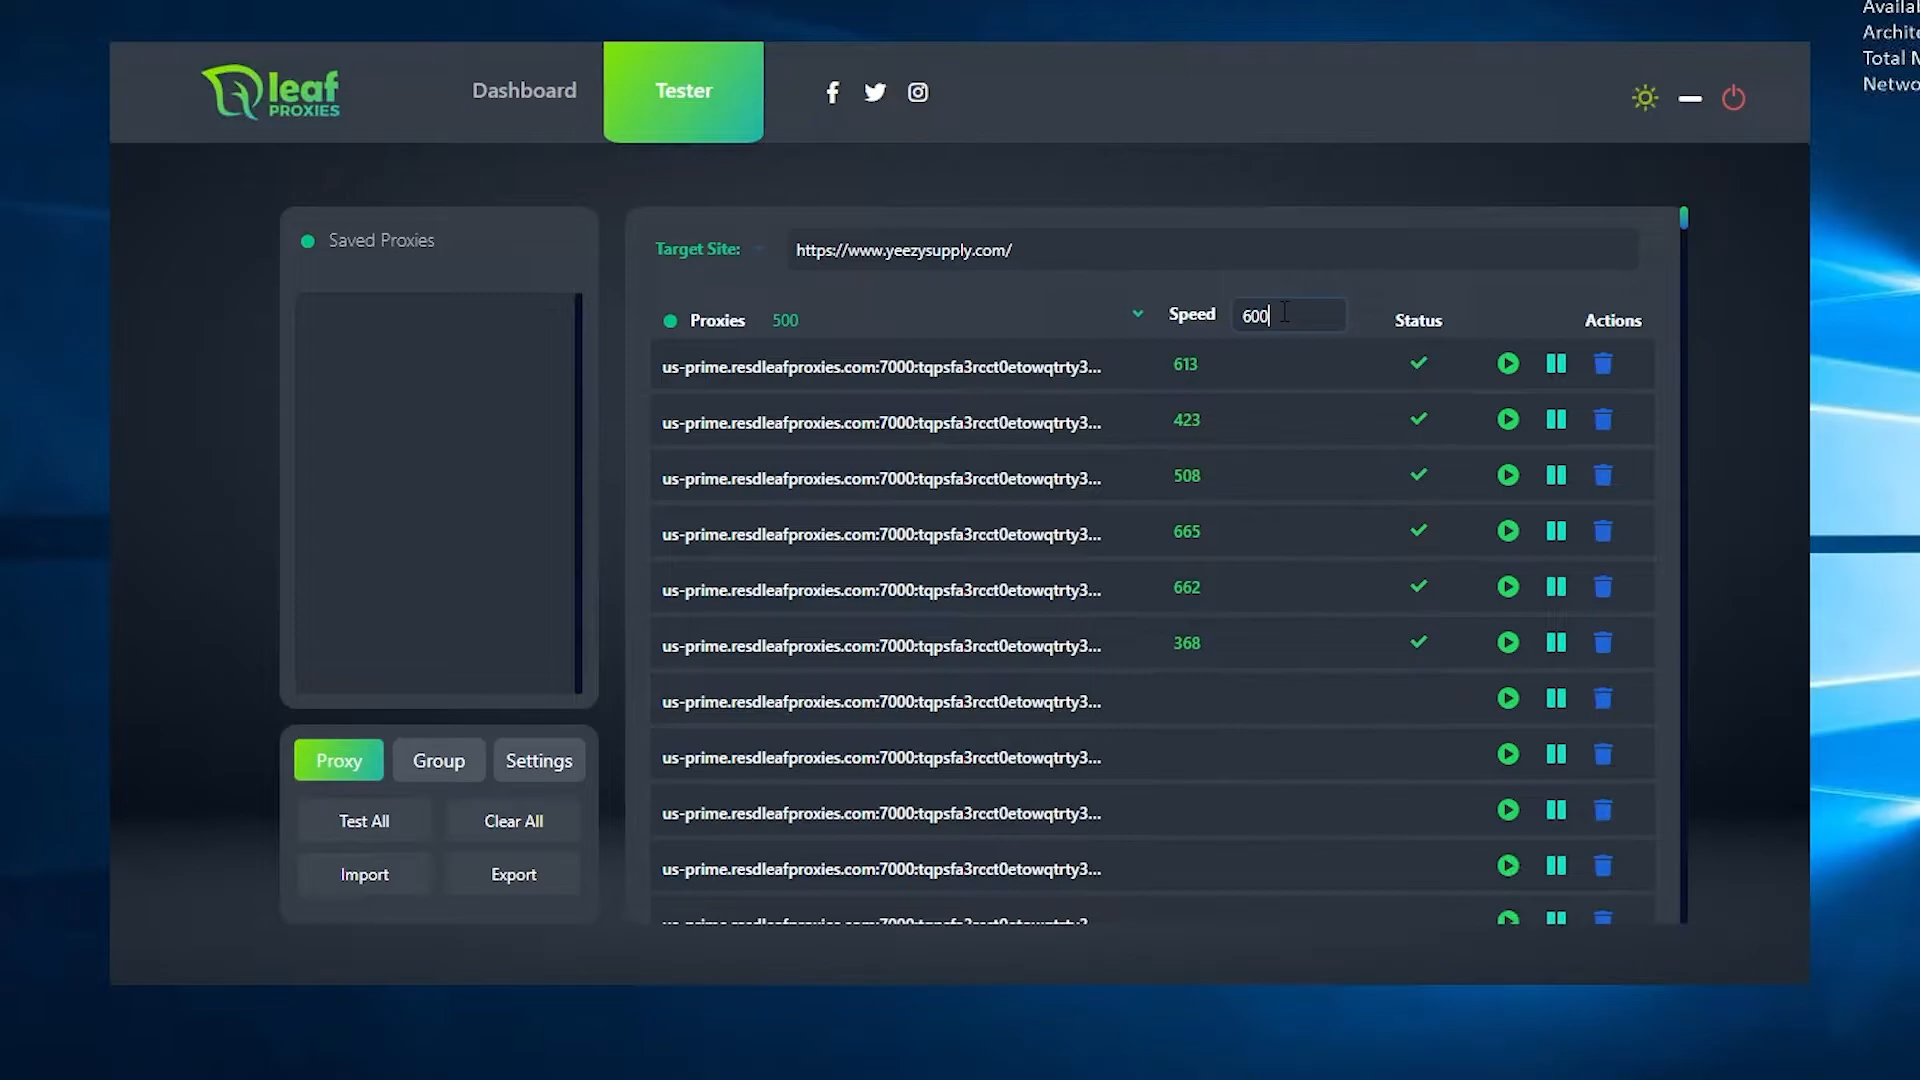 leaf
PROXIES
Dashboard
Tester
Saved Proxies
Target Site:
https://www.yeezysupply.com/
Proxies 500
Speed 600
Status
Actions
us-prime.resdleafproxies.com:7000:tqpsfa3rcct0etowqtrty3... 613
us-prime.resdleafproxies.com:7000:tqpsfa3rcct0etowqtrty3... 423
us-prime.resdleafproxies.com:7000:tqpsfa3rcct0etowqtrty3... 508
us-prime.resdleafproxies.com:7000:tqpsfa3rcct0etowqtrty3... 665
us-prime.resdleafproxies.com:7000:tqpsfa3rcct0etowqtrty3... 662
us-prime.resdleafproxies.com:7000:tqpsfa3rcct0etowqtrty3... 368
us-prime.resdleafproxies.com:7000:tqpsfa3rcct0etowqtrty3...
us-prime.resdleafproxies.com:7000:tqpsfa3rcct0etowqtrty3...
us-prime.resdleafproxies.com:7000:tqpsfa3rcct0etowqtrty3...
us-prime.resdleafproxies.com:7000:tqpsfa3rcct0etowqtrty3...
Proxy
Group
Settings
Test All
Clear All
Import
Export
Availab
Archite
Total
Netwo